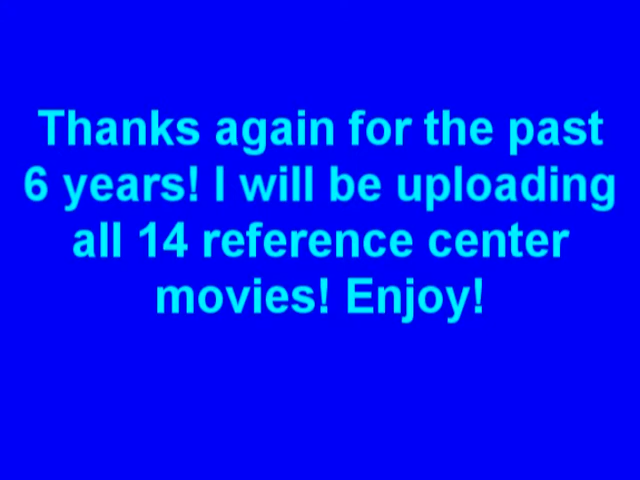 Thanks again for the past
6 years! I will be uploading
all 14 reference center
movies! Enjoy!